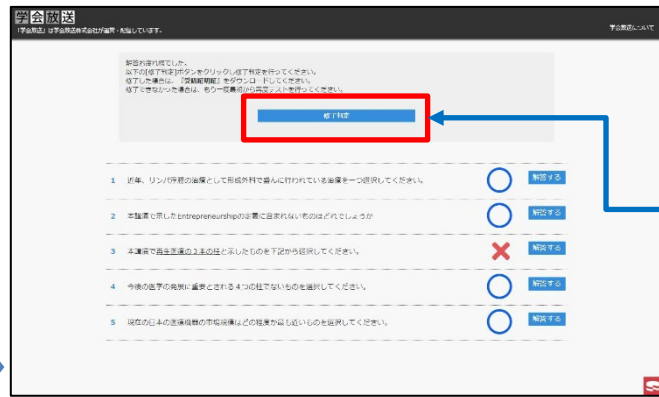 学会放送
「学会放送」は学会放送株式会社が運営・配信しています。
学会放送について
解答お疲れ様でした。
以下の[修了判定]ボタンをクリックし修了判定を行ってください。
修了した場合は、『受講証明証』をダウンロードしてください。
修了できなかった場合は、もう一度最初から再度テストを行ってください。
修了判定
1 近年、リンパ浮腫の治療として形成外科で盛んに行われている治療を一つ選択してください。
解答する
2 本講演で示したEntrepreneurshipの定義に含まれないものはどれでしょうか
解答する
3 本講演で再生医療の3本の柱と示したものを下記から選択してください。
解答する
4 今後の医学の発展に重要とされる4つの柱でないものを選択してください。
解答する
5 現在の日本の医療機器の市場規模はどの程度が最も近いものを選択してください。
解答する